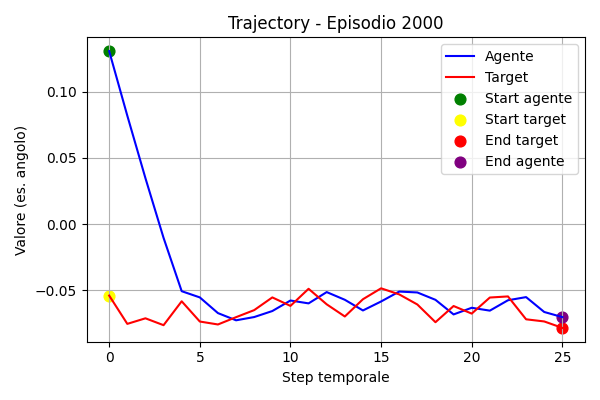 Trajectory - Episodio 2000
Agente
Target
Start agente
Start target
End target
End agente
0.10
0.05
0.00
−0.05
Valore (es. angolo)
0
5
10
15
20
25
Step temporale